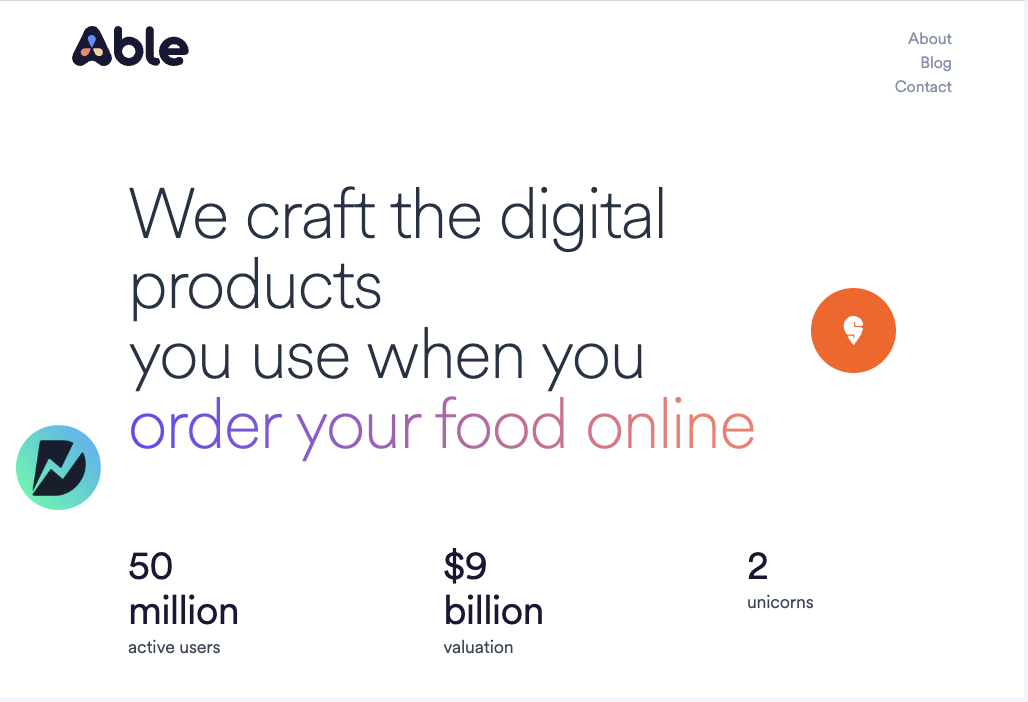 Able
About
Blog
Contact
We craft the digital
products
you use when you
order your food online
50
million
active users
$9
billion
valuation
2
unicorns